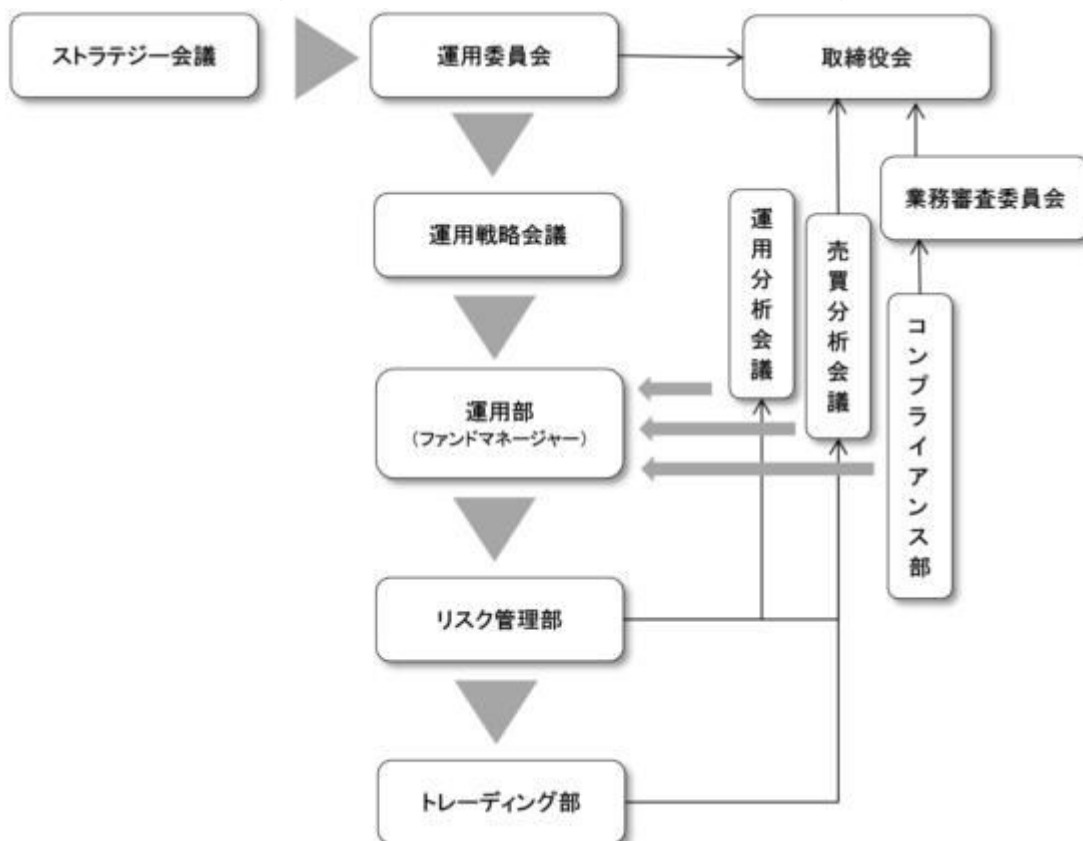 ストラテジー会議
運用委員会
取締役会
業務審査委員会
運用戦略会議
運用分析会議
売買分析会議
コンプライアンス部
運用部
(ファンドマネージャー)
リスク管理部
トレーディング部